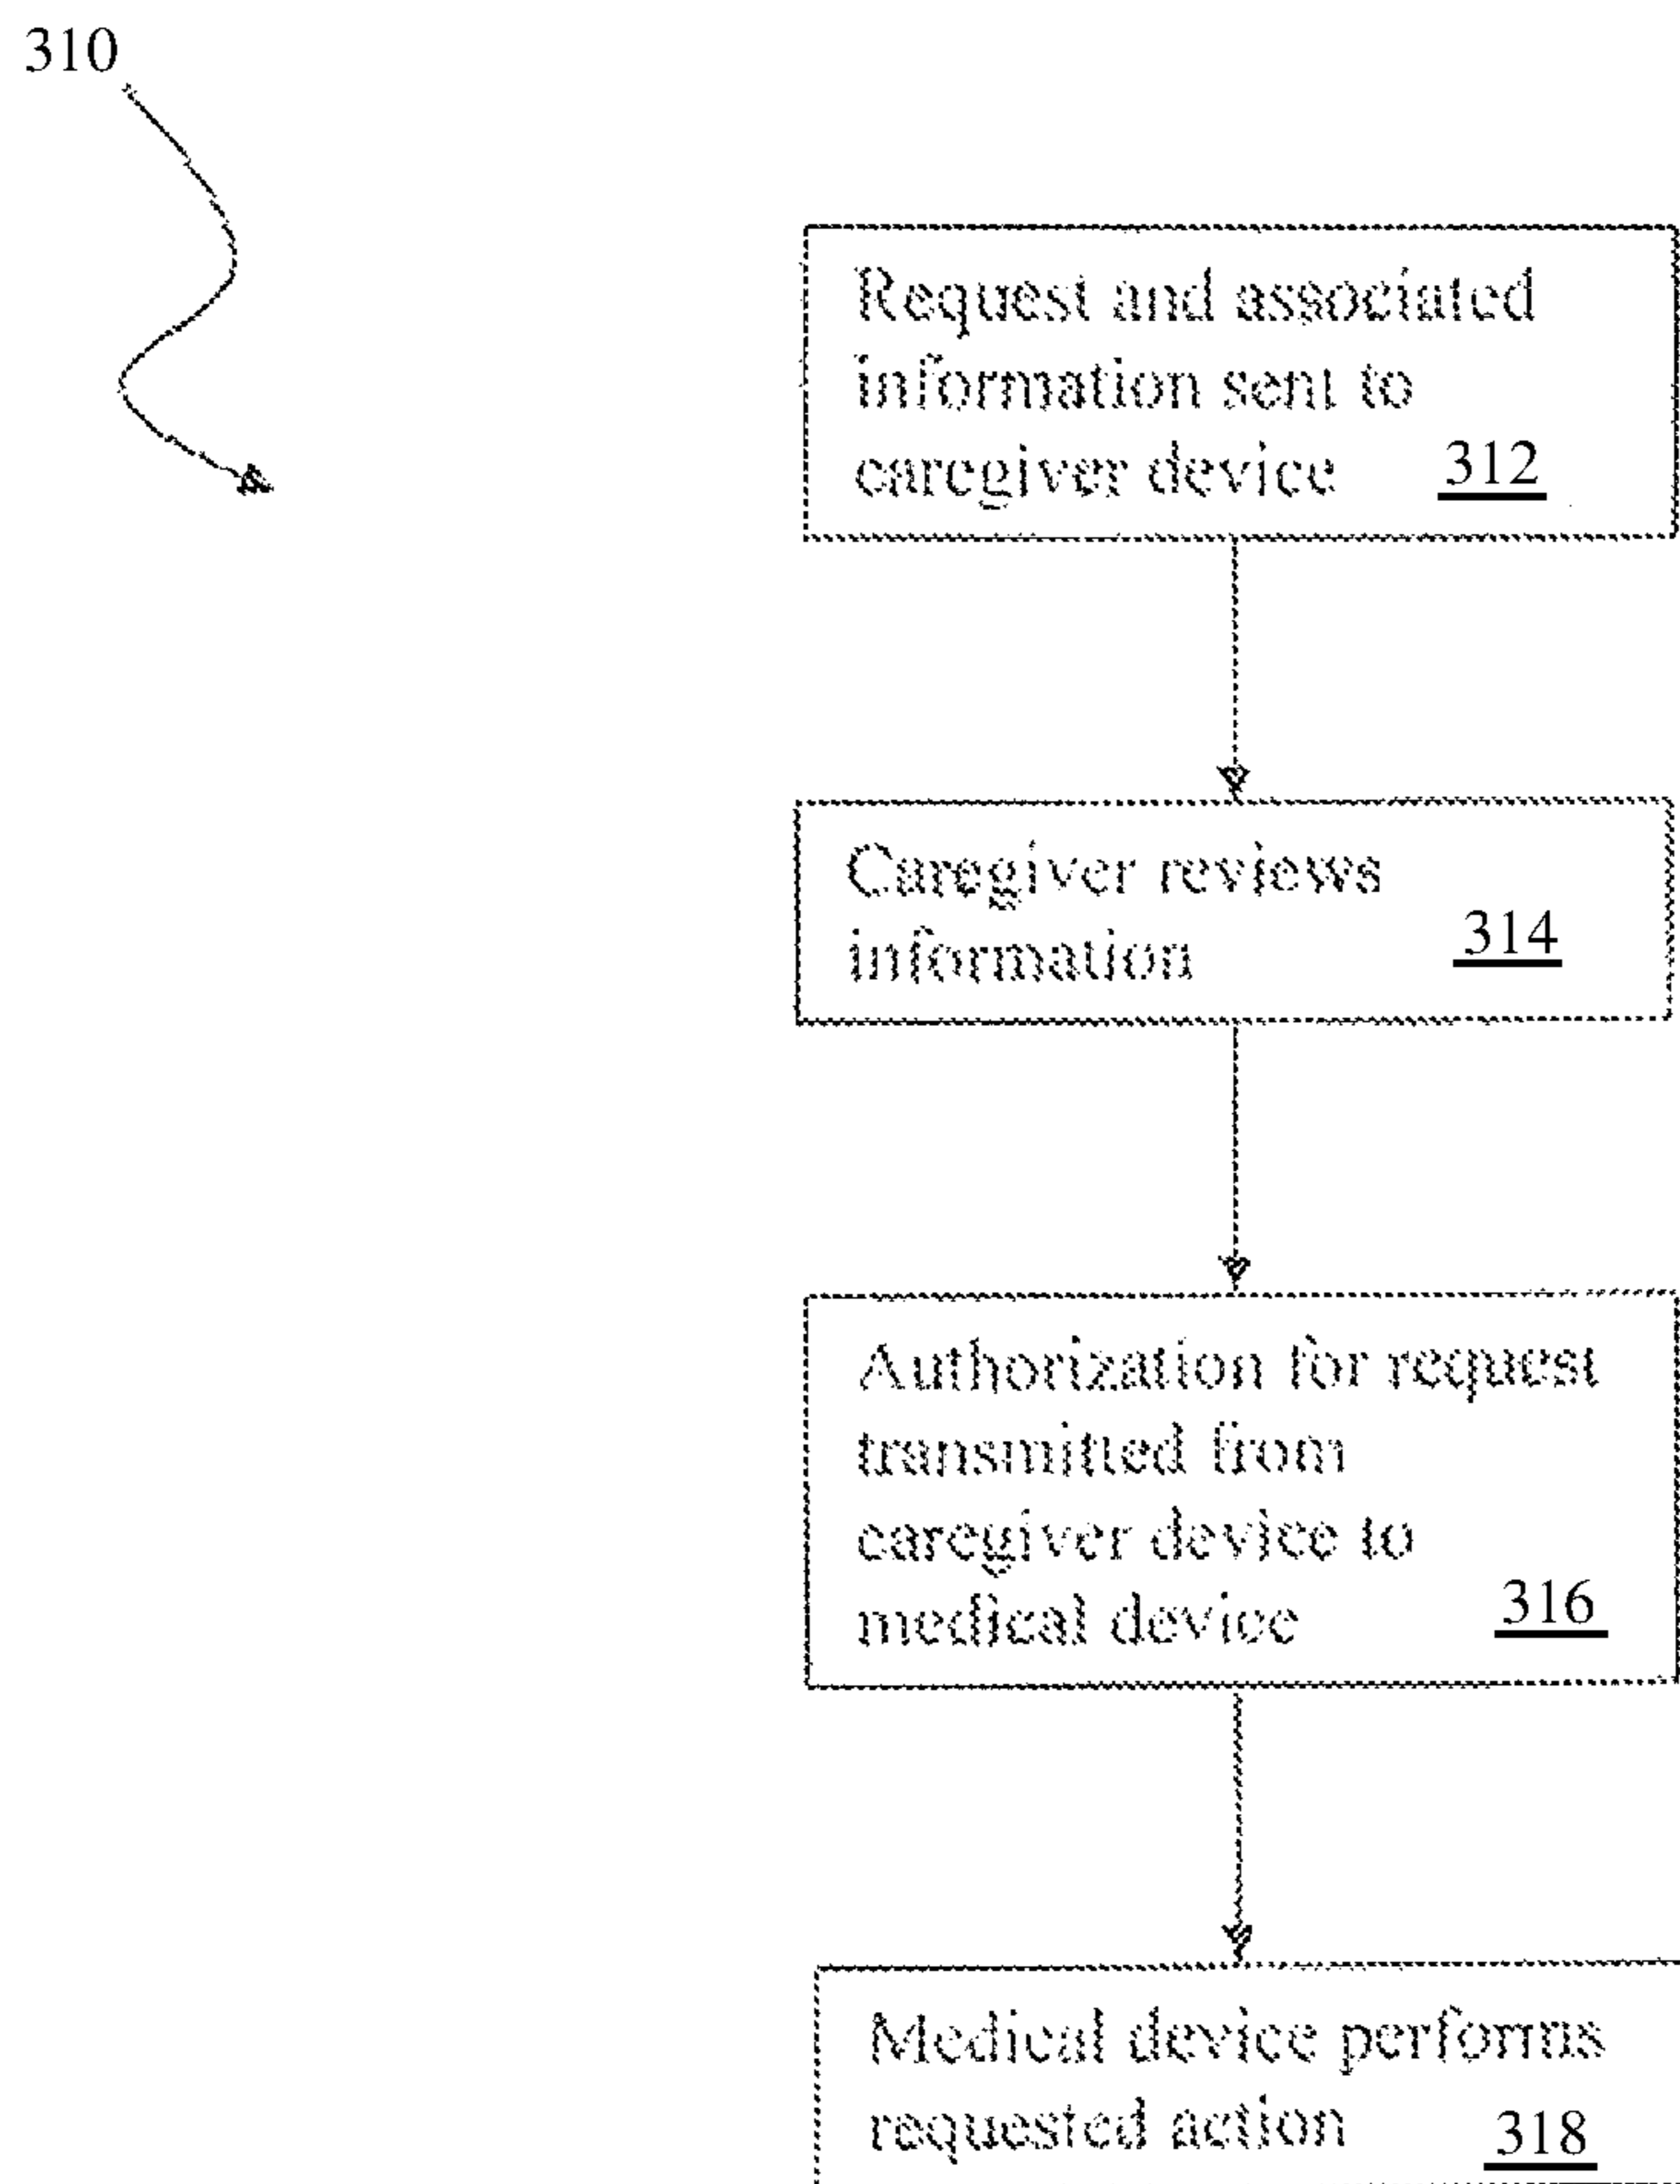 310
Request and associated
information sent to
caregiver device 312
Caregiver reviews
information 314
Authorization for request
transmitted from
caregiver device to
medical device 316
Medical device performs
requested action 318